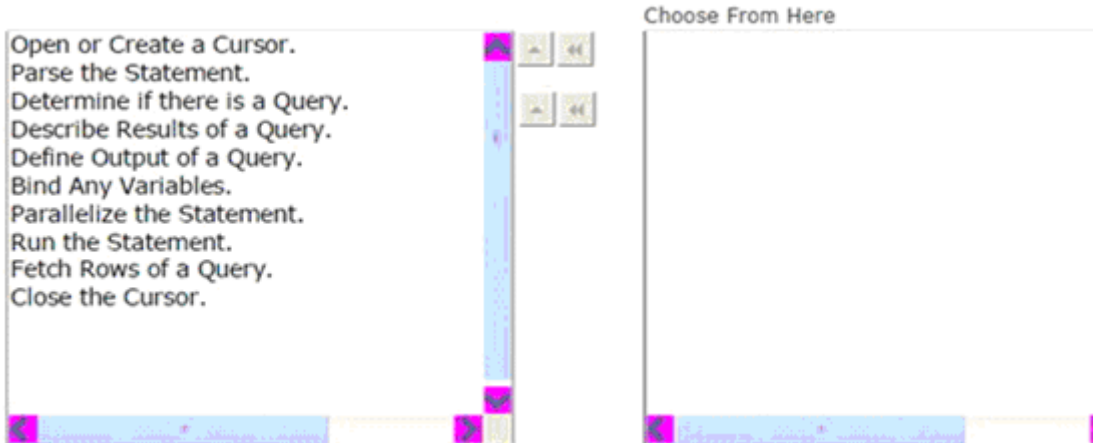 Choose From Here
Open or Create a Cursor.
Parse the Statement.
Determine if there is a Query.
Describe Results of a Query.
Define Output of a Query.
Bind Any Variables.
Parallelize the Statement.
Run the Statement.
Fetch Rows of a Query.
Close the Cursor.